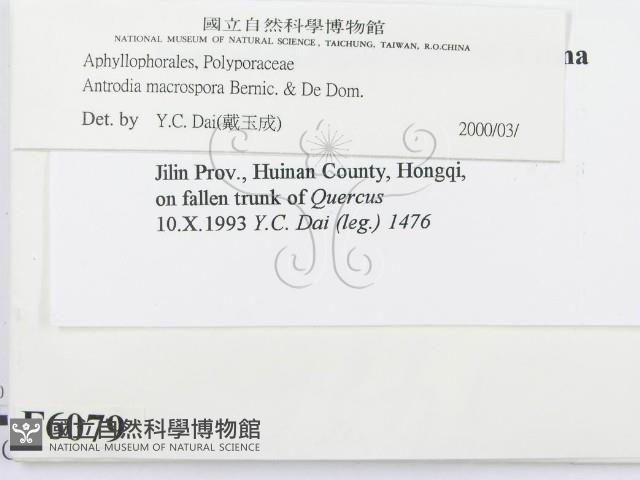 國立自然科學博物館
NATIONAL MUSEUM OF NATURAL SCIENCE, TAICHUNG, TAIWAN, R.O.CHINA
Aphyllophorales, Polyporaceae
Antrodia macrospora Bernic. & De Dom.
Det. by Y.C. Dai(戴玉成) 2000/03/
na
Jilin Prov., Huinan County, Hongqi,
on fallen trunk of Quercus
10.X.1993 Y.C. Dai (leg.) 1476
F6079
國立自然科學博物館
NATIONAL MUSEUM OF NATURAL SCIENCE